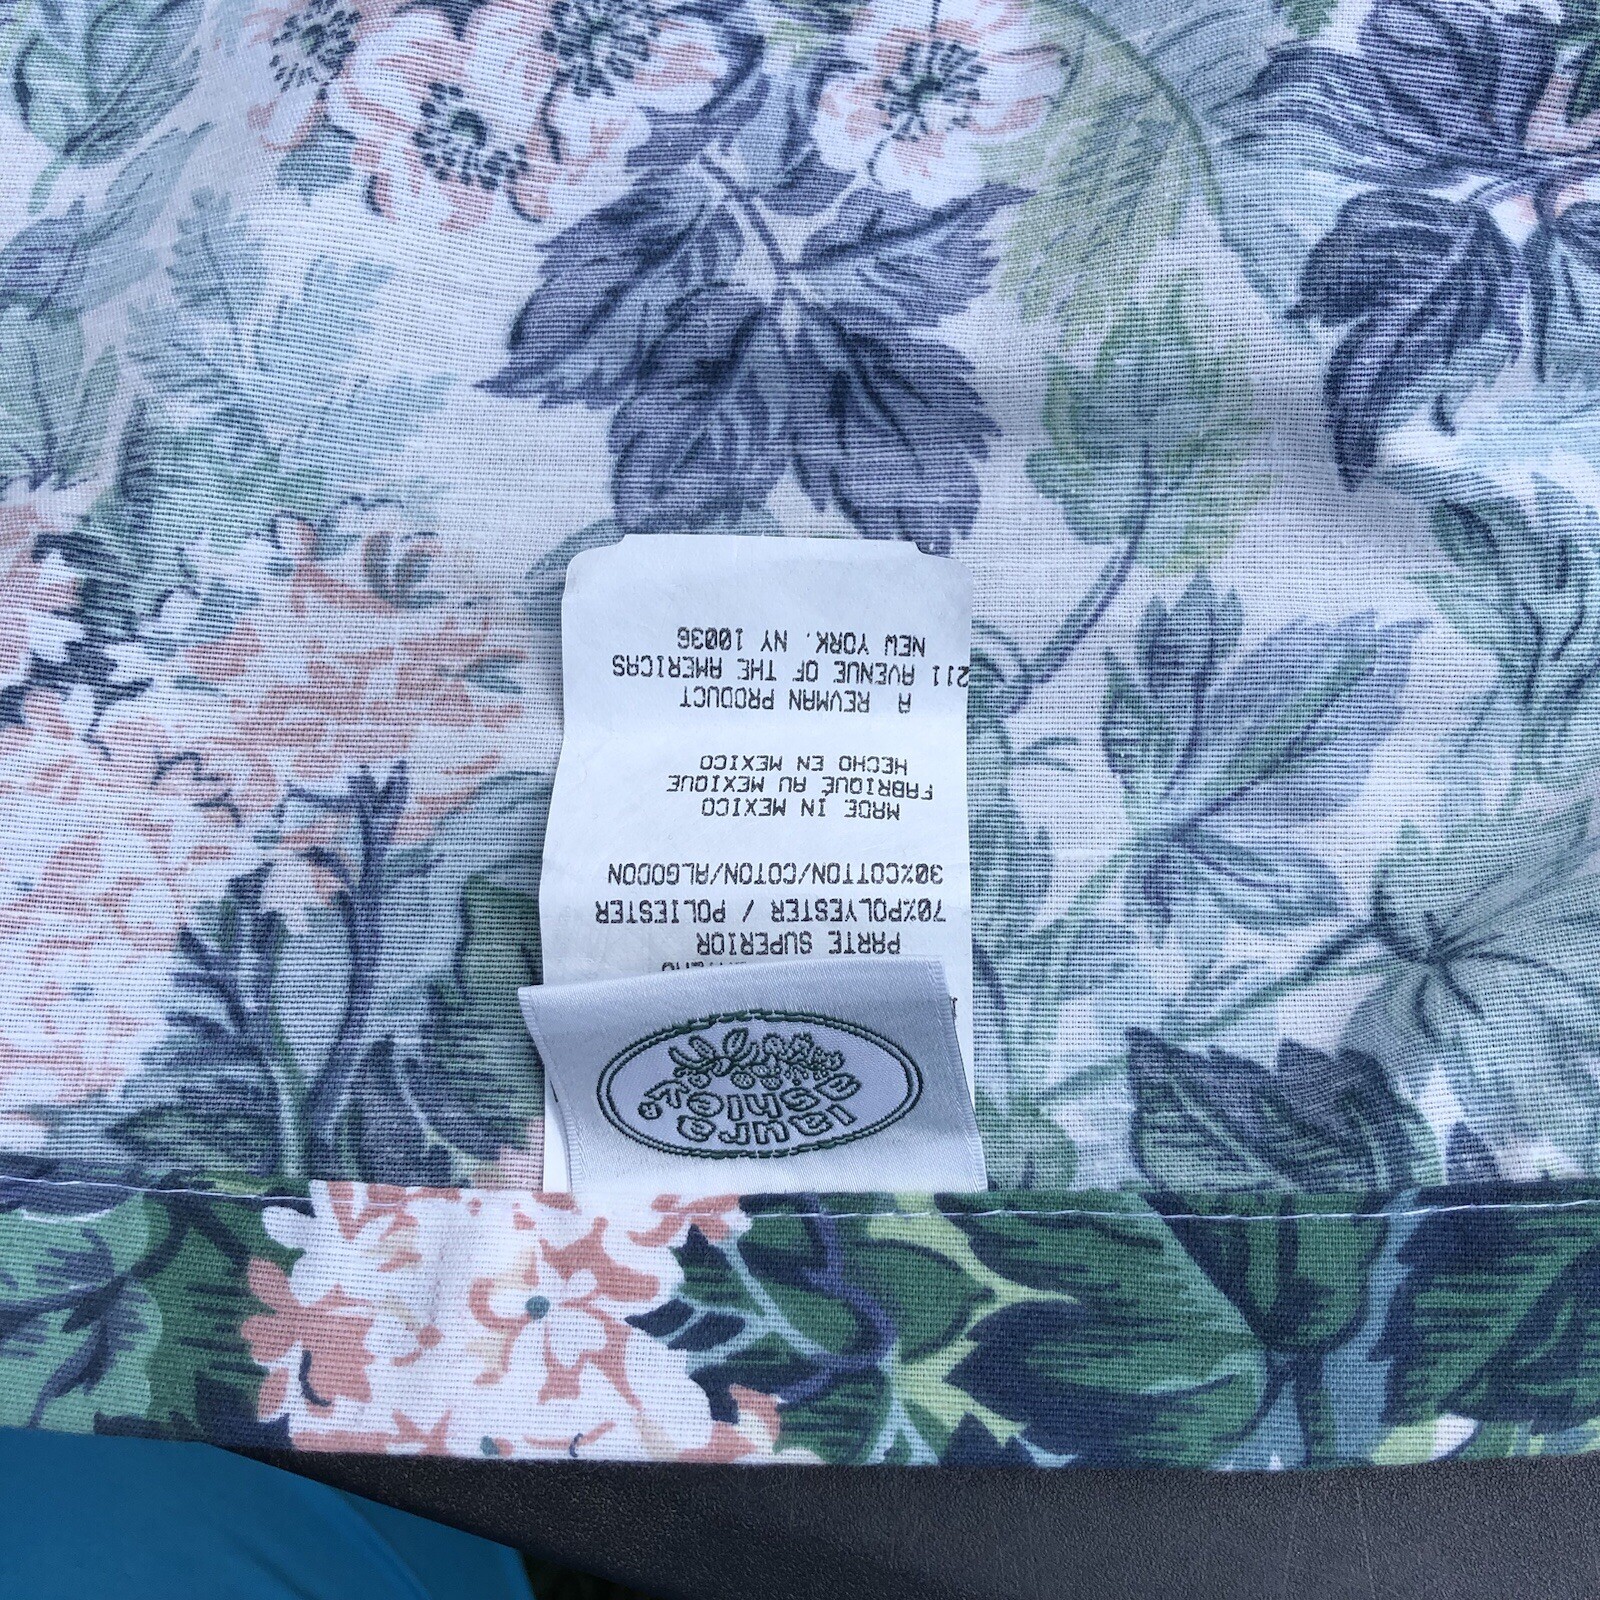 laura
ashley
PARTE SUPERIOR
70%POLYESTER / POLIESTER
30%COTTON/COTON/ALGODON
MADE IN MEXICO
FABRIQUÉ AU MEXIQUE
HECHO EN MEXICO
A REVMAN PRODUCT
211 AVENUE OF THE AMERICAS
NEW YORK, NY 10036